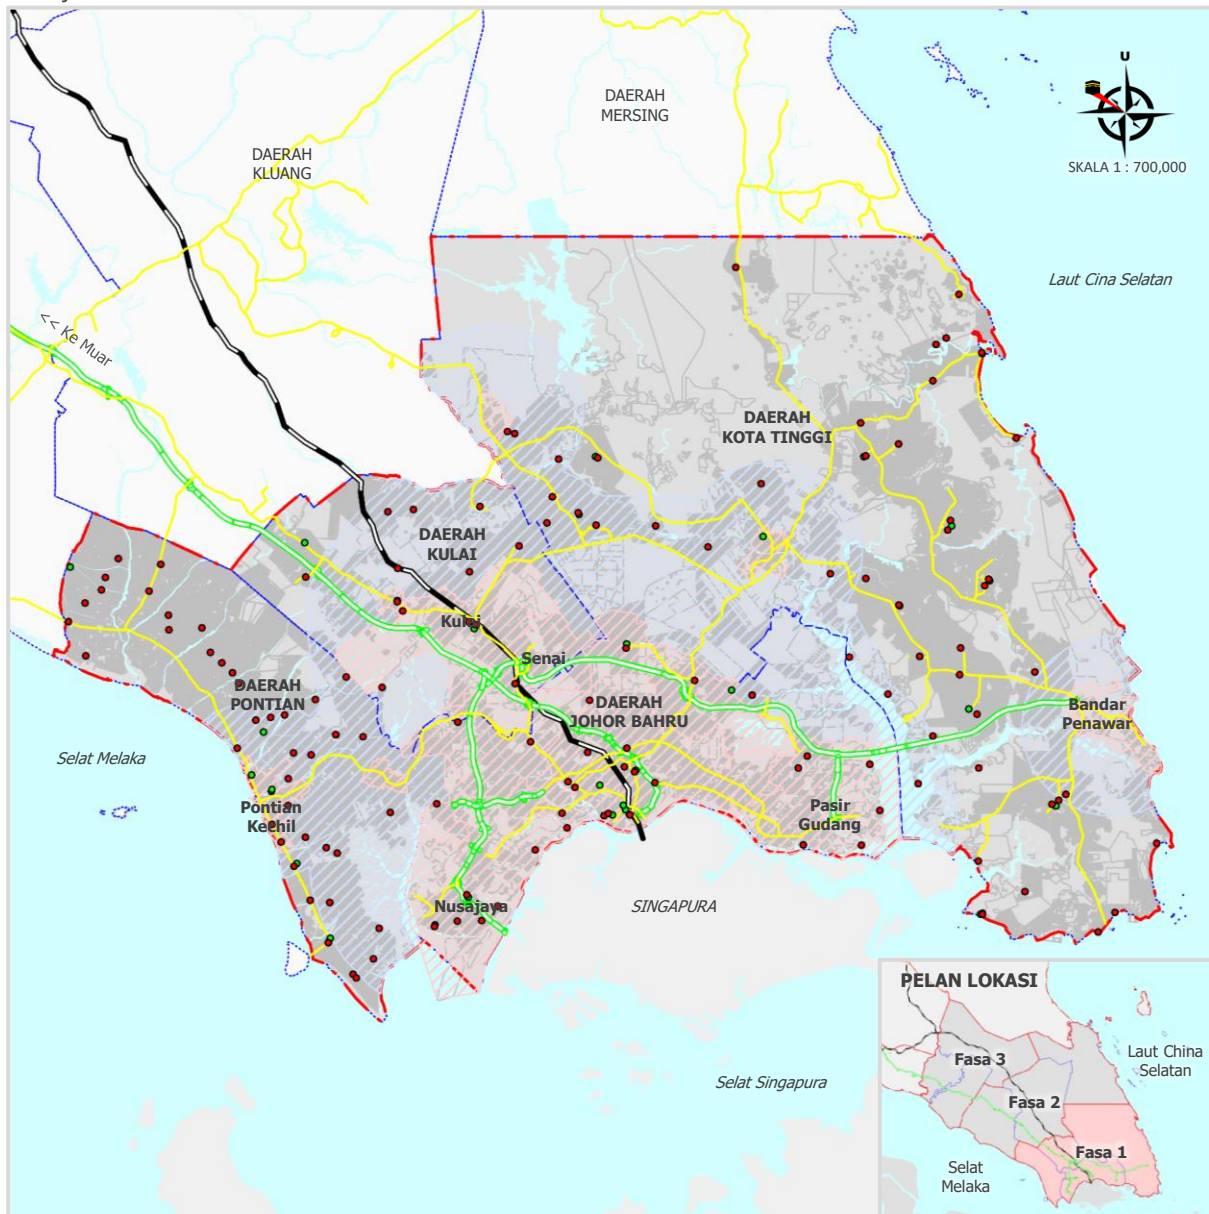 U
SKALA 1 : 700,000
DAERAH
MERSING
DAERAH
KLUANG
Laut Cina Selatan
<< Ke Muar
DAERAH
KOTA TINGGI
DAERAH
KULAI
Kulai
Senai
DAERAH
PONTIAN
DAERAH
JOHOR BAHRU
Bandar
Penawar
Selat Melaka
Pontian
Kechil
Pasir
Gudang
Nusajaya
SINGAPURA
Selat Singapura
PELAN LOKASI
Fasa 3
Laut China
Selatan
Fasa 2
Fasa 1
Selat
Melaka